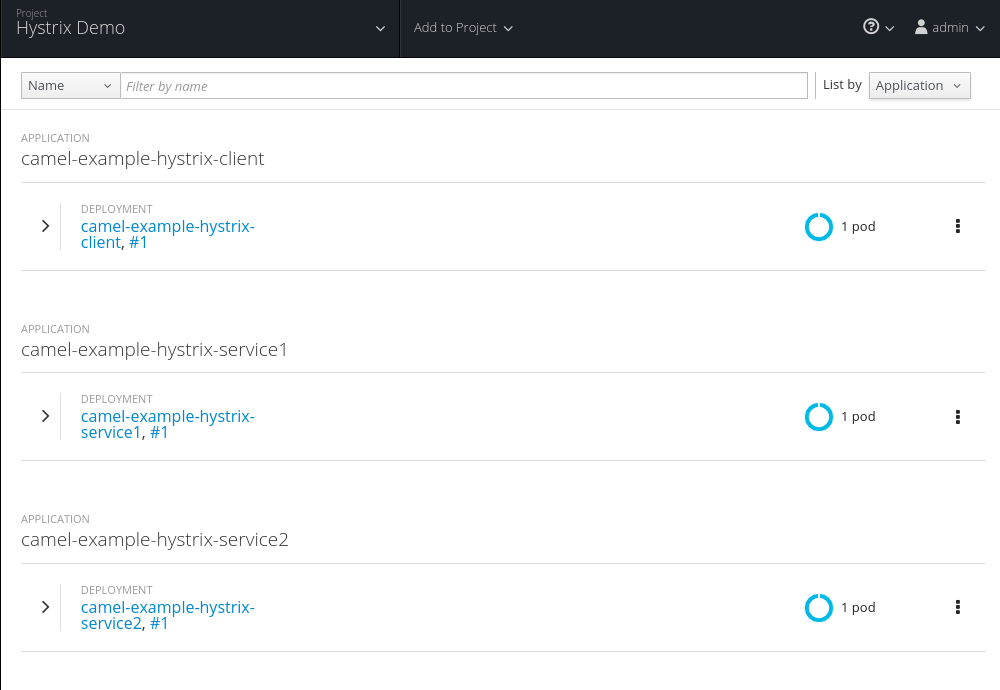 Project
Hystrix Demo
Add to Project
admin
Name
Filter by name
List by
Application
APPLICATION
camel-example-hystrix-client
DEPLOYMENT
camel-example-hystrix-
client, #1
1 pod
APPLICATION
camel-example-hystrix-service1
DEPLOYMENT
camel-example-hystrix-
service1, #1
1 pod
APPLICATION
camel-example-hystrix-service2
DEPLOYMENT
camel-example-hystrix-
service2, #1
1 pod